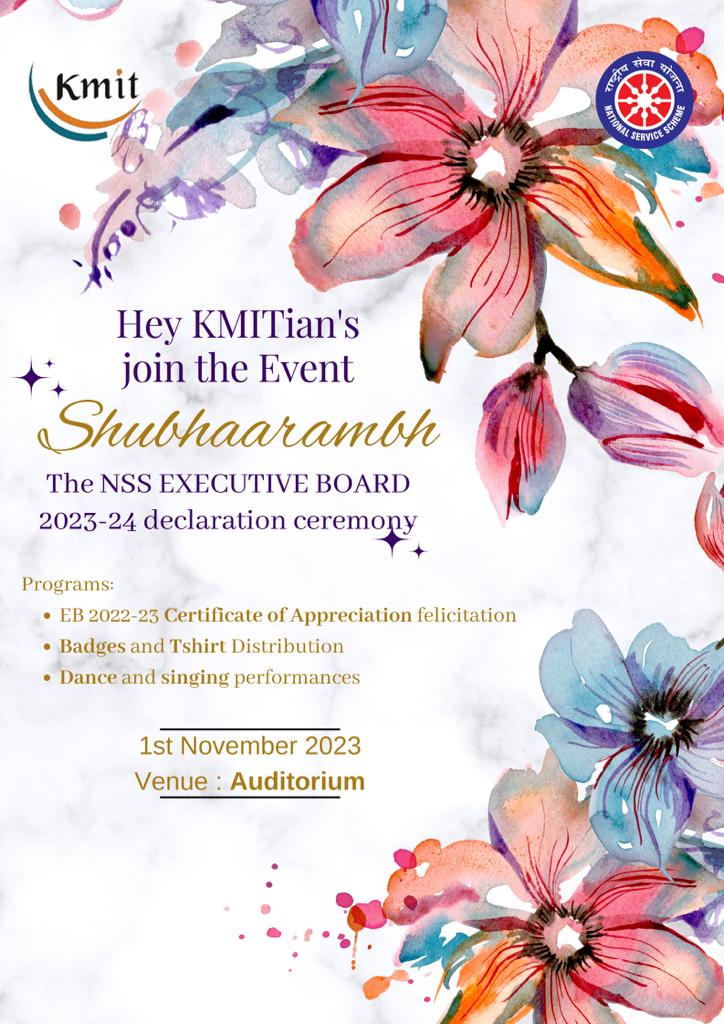 Kmit
राष्ट्रीय सेवा योजना
NATIONAL SERVICE SCHEME
Hey KMITian's
join the Event
Shubhaarambh
The NSS EXECUTIVE BOARD
2023-24 declaration ceremony
Programs:
• EB 2022-23 Certificate of Appreciation felicitation
• Badges and Tshirt Distribution
• Dance and singing performances
1st November 2023
Venue : Auditorium